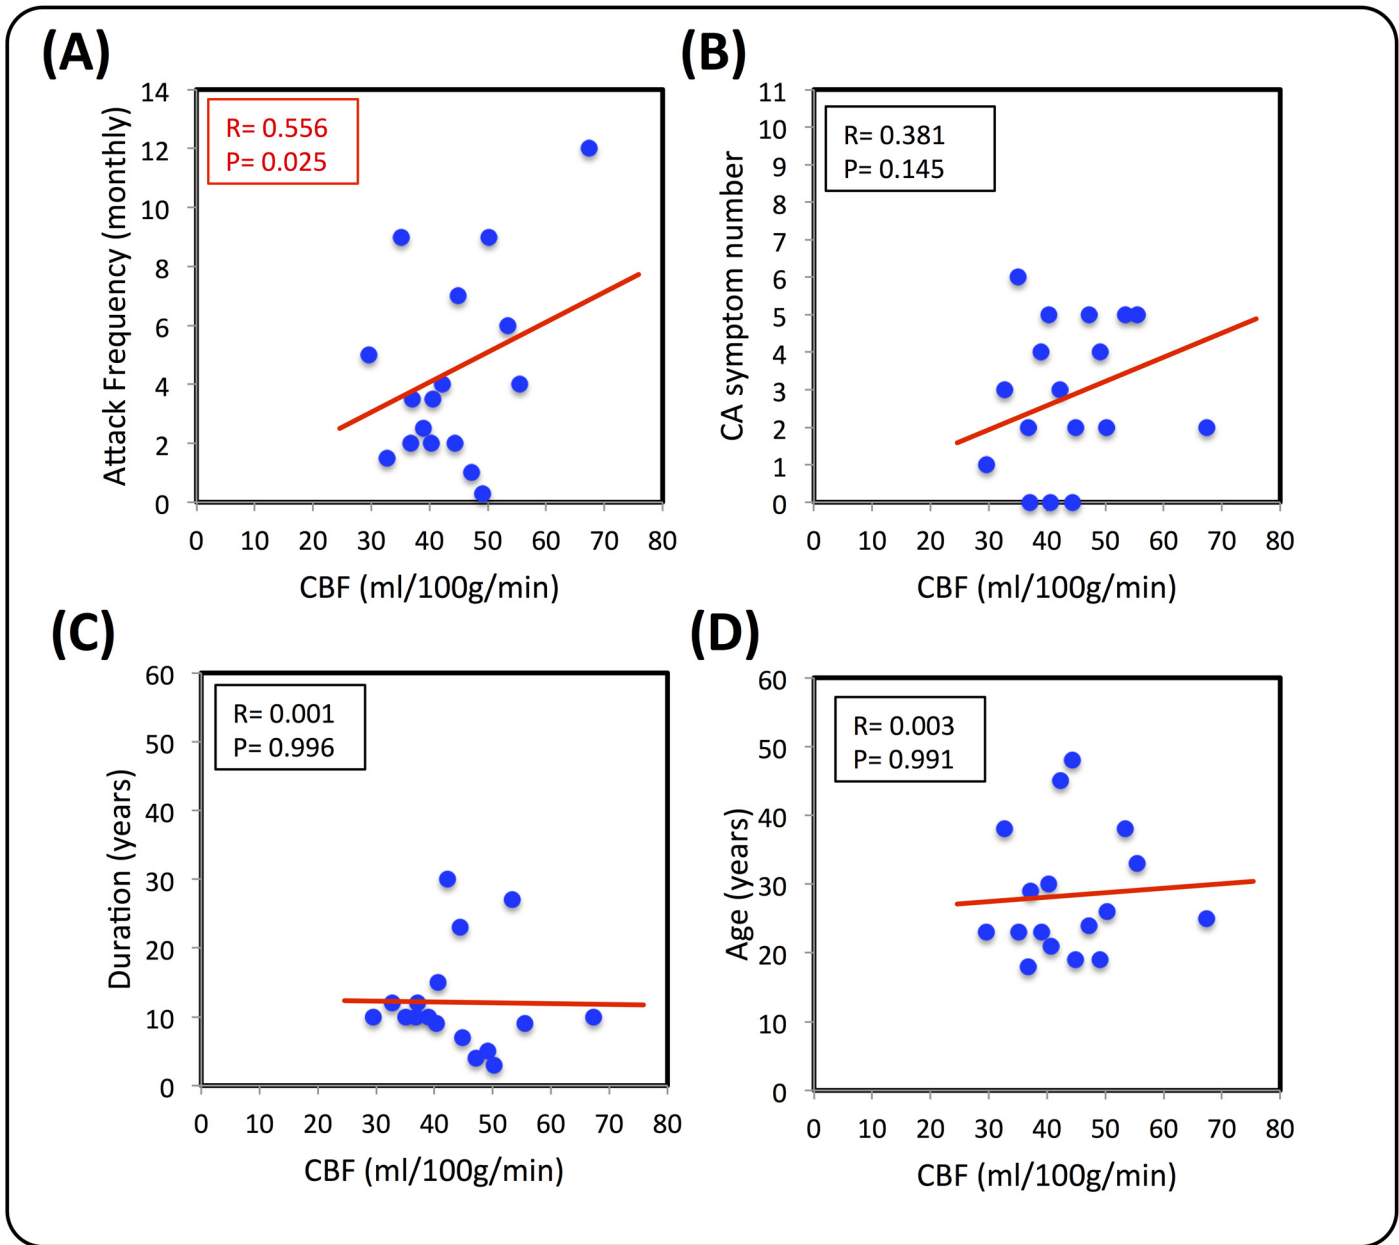 (A)
Attack Frequency (monthly)
14
12
10
8
6
4
2
0
R= 0.556
P= 0.025
0 10 20 30 40 50 60 70 80
CBF (ml/100g/min)
(B)
CA symptom number
11
10
9
8
7
6
5
4
3
2
1
0
R= 0.381
P= 0.145
0 10 20 30 40 50 60 70 80
CBF (ml/100g/min)
(C)
Duration (years)
60
50
40
30
20
10
0
R= 0.001
P= 0.996
0 10 20 30 40 50 60 70 80
CBF (ml/100g/min)
(D)
Age (years)
60
50
40
30
20
10
0
R= 0.003
P= 0.991
0 10 20 30 40 50 60 70 80
CBF (ml/100g/min)